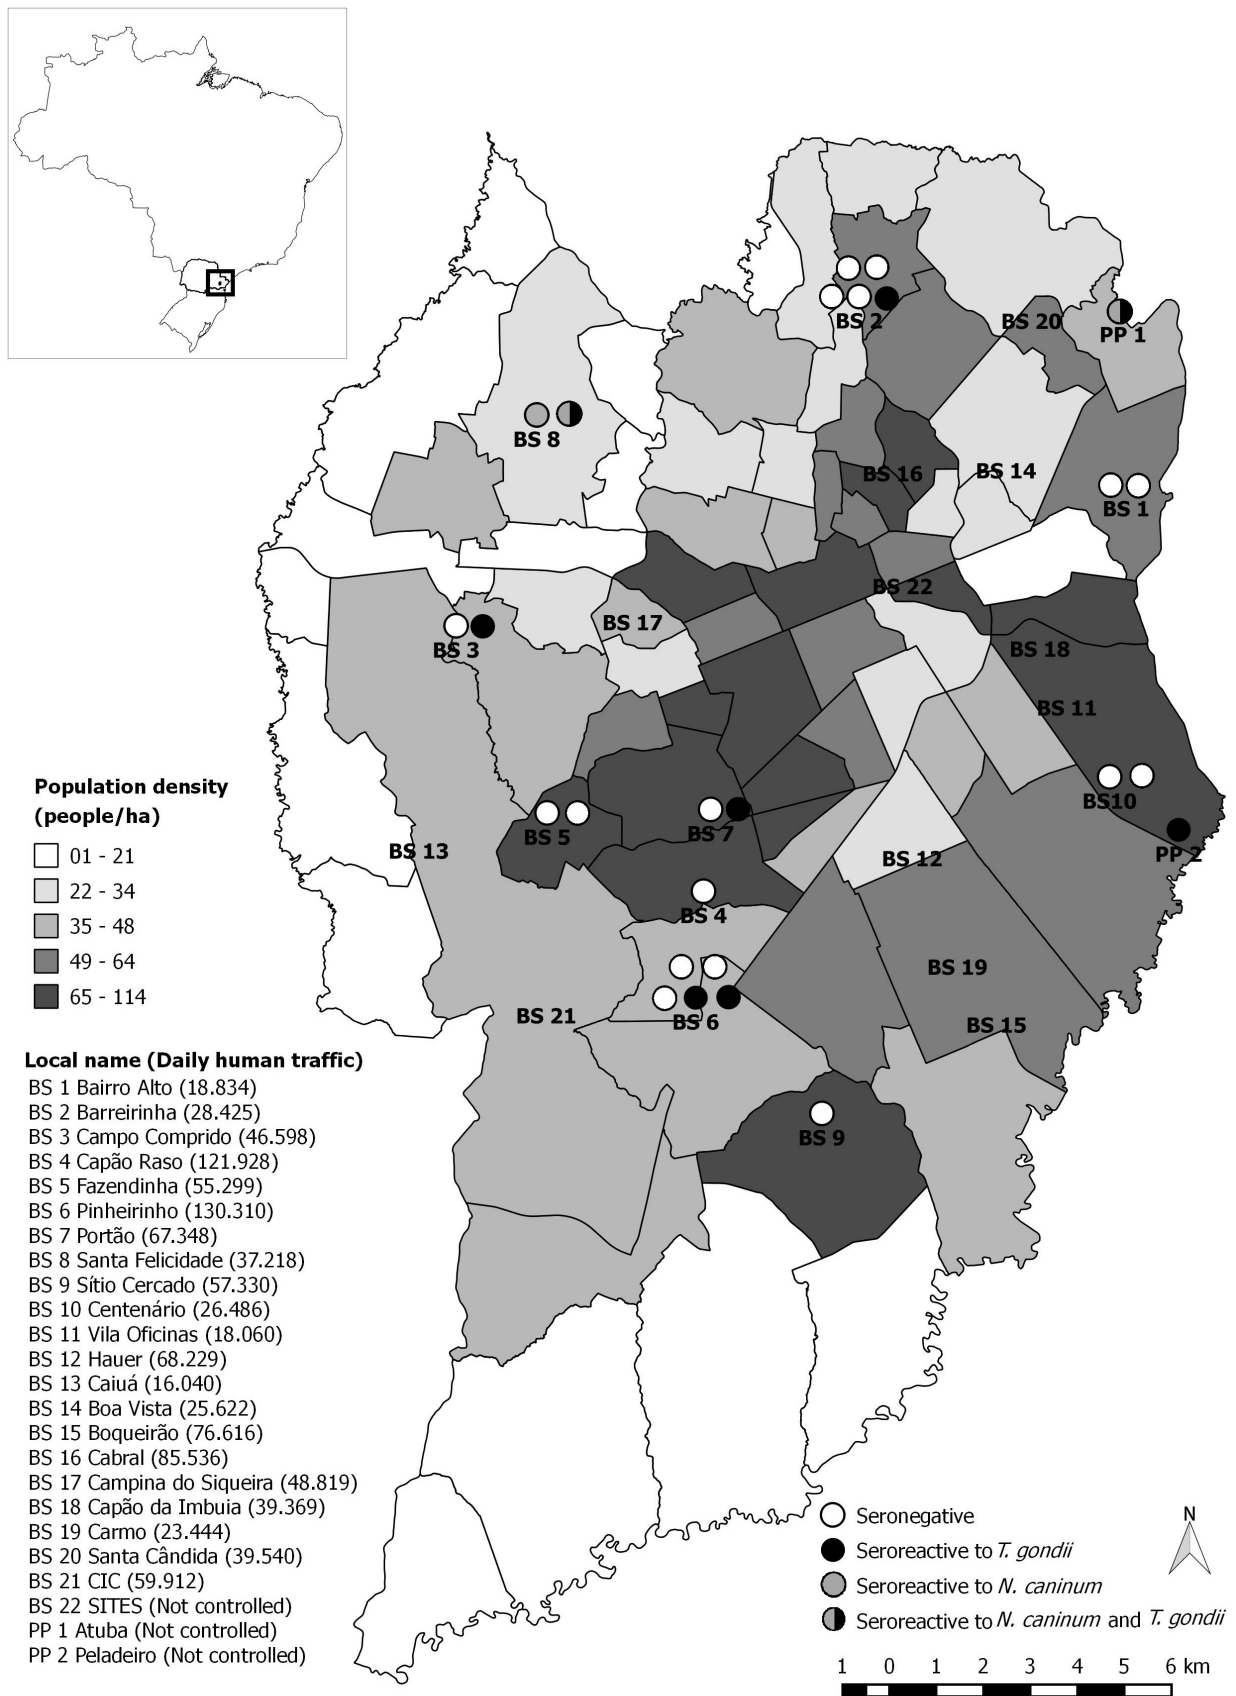 BS 2
BS 20
PP 1
BS 8
BS 16
BS 14
BS 1
BS 22
BS 17
BS 3
BS 18
BS 11
BS10
BS 5
BS 7
BS 13
BS 12
PP 2
BS 4
BS 19
BS 21
BS 6
BS 15
BS 9
Population density
(people/ha)
01 - 21
22 - 34
35 - 48
49 - 64
65 - 114
Local name (Daily human traffic)
BS 1 Bairro Alto (18.834)
BS 2 Barreirinha (28.425)
BS 3 Campo Comprido (46.598)
BS 4 Capão Raso (121.928)
BS 5 Fazendinha (55.299)
BS 6 Pinheirinho (130.310)
BS 7 Portão (67.348)
BS 8 Santa Felicidade (37.218)
BS 9 Sítio Cercado (57.330)
BS 10 Centenário (26.486)
BS 11 Vila Oficinas (18.060)
BS 12 Hauer (68.229)
BS 13 Caiuá (16.040)
BS 14 Boa Vista (25.622)
BS 15 Boqueirão (76.616)
BS 16 Cabral (85.536)
BS 17 Campina do Siqueira (48.819)
BS 18 Capão da Imbuia (39.369)
BS 19 Carmo (23.444)
BS 20 Santa Cândida (39.540)
BS 21 CIC (59.912)
BS 22 SITES (Not controlled)
PP 1 Atuba (Not controlled)
PP 2 Peladeiro (Not controlled)
Seronegative
Seroreactive to T. gondii
Seroreactive to N. caninum
Seroreactive to N. caninum and T. gondii
N
1 0 1 2 3 4 5 6 km